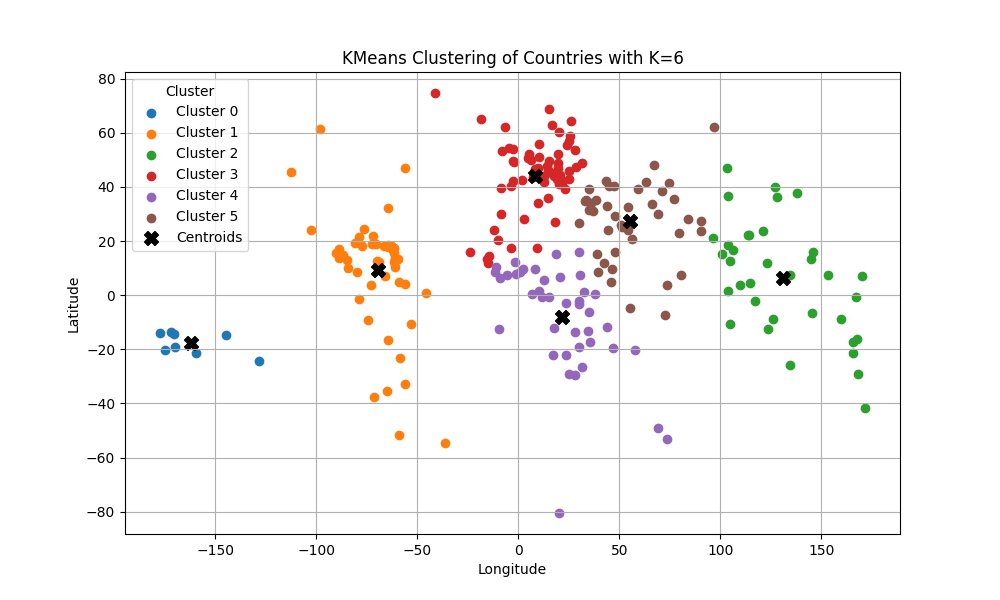 KMeans Clustering of Countries with K=6
Cluster
Cluster 0
Cluster 1
Cluster 2
Cluster 3
Cluster 4
Cluster 5
Centroids
80
60
40
20
0
−20
−40
−60
−80
Latitude
−150
−100
−50
0
50
100
150
Longitude